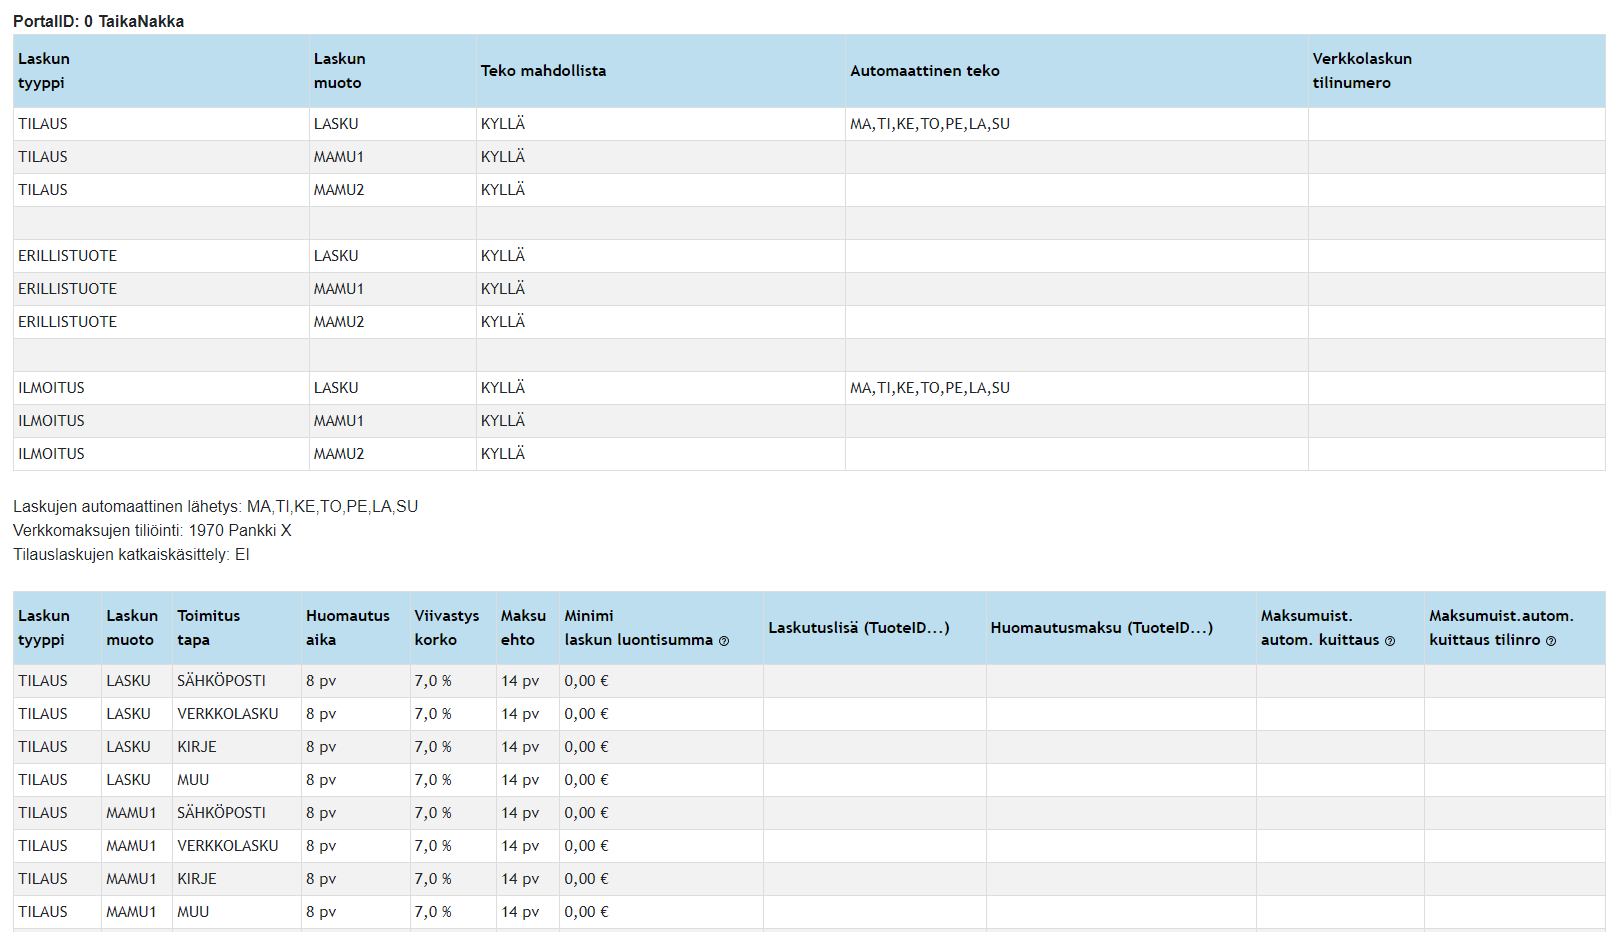 PortalID: 0 TaikaNakka
Laskun tyyppi Laskun muoto Teko mahdollista Automaattinen teko Verkkolaskun tilinumero
TILAUS LASKU KYLLÄ MA,TI,KE,TO,PE,LA,SU
TILAUS MAMU1 KYLLÄ
TILAUS MAMU2 KYLLÄ
ERILLISTUOTE LASKU KYLLÄ
ERILLISTUOTE MAMU1 KYLLÄ
ERILLISTUOTE MAMU2 KYLLÄ
ILMOITUS LASKU KYLLÄ MA,TI,KE,TO,PE,LA,SU
ILMOITUS MAMU1 KYLLÄ
ILMOITUS MAMU2 KYLLÄ
Laskujen automaattinen lähetys: MA,TI,KE,TO,PE,LA,SU
Verkkomaksujen tiliöinti: 1970 Pankki X
Tilauslaskujen katkaiskäsittely: EI
Laskun tyyppi Laskun muoto Toimitus tapa Huomautus aika Viivastys korko Maksu ehto Minimi laskun luontisumma ? Laskutuslisä (TuoteID...) Huomautusmaksu (TuoteID...) Maksumuist. autom. kuittaus ? Maksumuist.autom. kuittaus tilinro ?
TILAUS LASKU SÄHKÖPOSTI 8 pv 7,0 % 14 pv 0,00 €
TILAUS LASKU VERKKOLASKU 8 pv 7,0 % 14 pv 0,00 €
TILAUS LASKU KIRJE 8 pv 7,0 % 14 pv 0,00 €
TILAUS LASKU MUU 8 pv 7,0 % 14 pv 0,00 €
TILAUS MAMU1 SÄHKÖPOSTI 8 pv 7,0 % 14 pv 0,00 €
TILAUS MAMU1 VERKKOLASKU 8 pv 7,0 % 14 pv 0,00 €
TILAUS MAMU1 KIRJE 8 pv 7,0 % 14 pv 0,00 €
TILAUS MAMU1 MUU 8 pv 7,0 % 14 pv 0,00 €